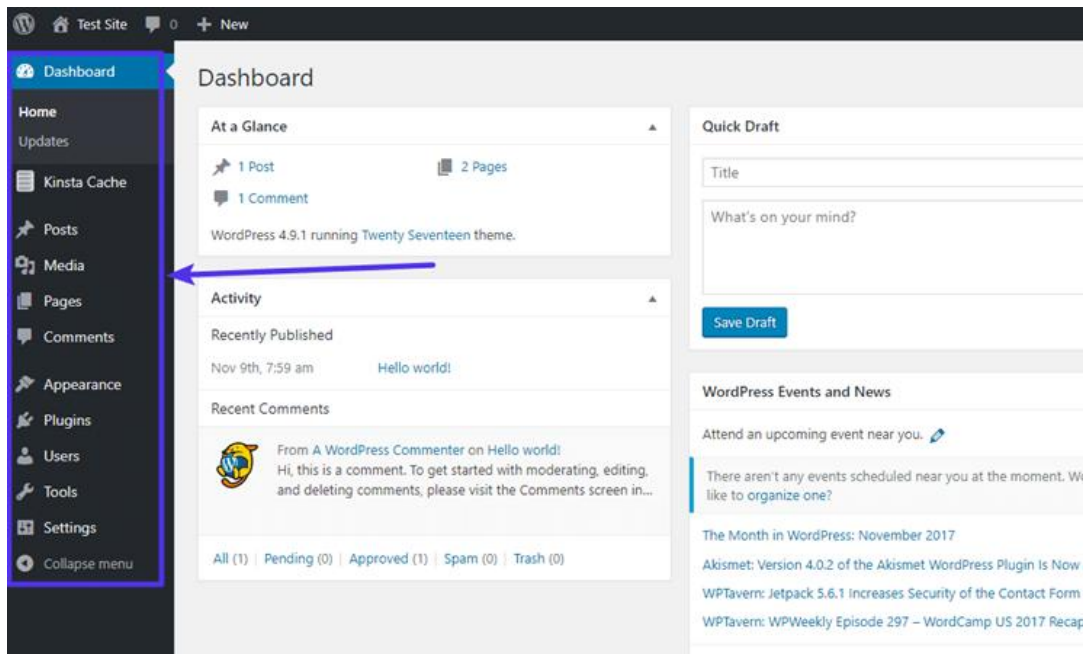 Test Site 0 + New
Dashboard
Home
Updates
Kinsta Cache
Posts
Media
Pages
Comments
Appearance
Plugins
Users
Tools
Settings
Collapse menu
Dashboard
At a Glance
1 Post 2 Pages
1 Comment
WordPress 4.9.1 running Twenty Seventeen theme.
Activity
Recently Published
Nov 9th, 7:59 am Hello world!
Recent Comments
From A WordPress Commenter on Hello world!
Hi, this is a comment. To get started with moderating, editing,
and deleting comments, please visit the Comments screen in...
All (1) | Pending (0) | Approved (1) | Spam (0) | Trash (0)
Quick Draft
Title
What's on your mind?
Save Draft
WordPress Events and News
Attend an upcoming event near you.
There aren't any events scheduled near you at the moment.
like to organize one?
The Month in WordPress: November 2017
Akismet: Version 4.0.2 of the Akismet WordPress Plugin Is Now
WPTavern: Jetpack 5.6.1 Increases Security of the Contact Form
WPTavern: WPWeekly Episode 297 – WordCamp US 2017 Recap